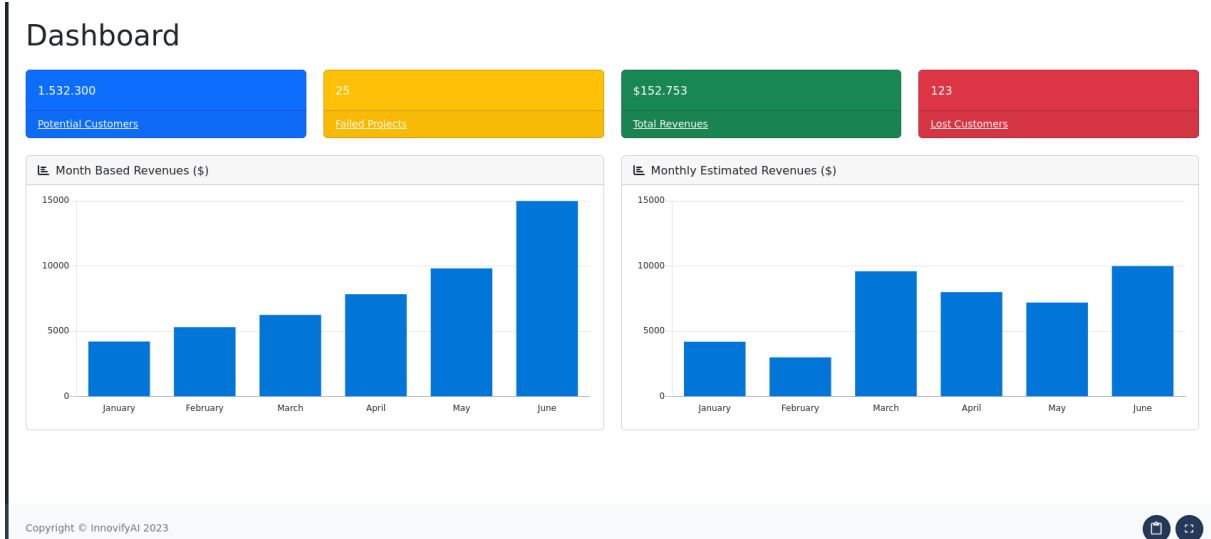 Dashboard
1.532.300
Potential Customers
25
Failed Projects
$152.753
Total Revenues
123
Lost Customers
Month Based Revenues ($)
15000
10000
5000
0
January February March April May June
Monthly Estimated Revenues ($)
15000
10000
5000
0
January February March April May June
Copyright © InnovifyAI 2023